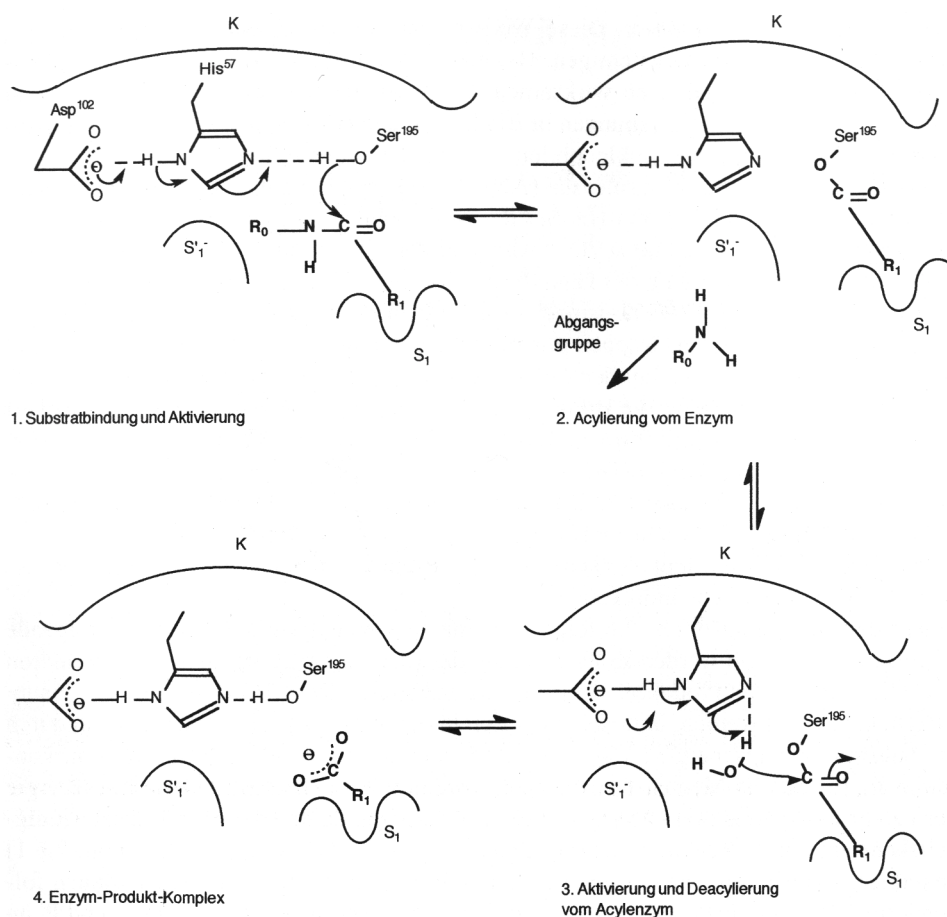 K
His⁵⁷
Asp¹⁰²
Ser¹⁹⁵
O
⊖ H N N H O
O
S'₁⁻
R₀ N C O
H
R₁
S₁
1. Substratbindung und Aktivierung
K
O
Ser¹⁹⁵
⊖ H N N
O
O
C O
S'₁⁻
R₁
S₁
Abgangs-
gruppe
H
N
R₀ H
2. Acylierung vom Enzym
K
O
Ser¹⁹⁵
⊖ H N N H O
O
S'₁⁻
⊖ O
O C
R₁
S₁
4. Enzym-Produkt-Komplex
K
O
⊖ H N N
O
Ser¹⁹⁵
H
O
H O C O
S'₁⁻
R₁
S₁
3. Aktivierung und Deacylierung
vom Acylenzym